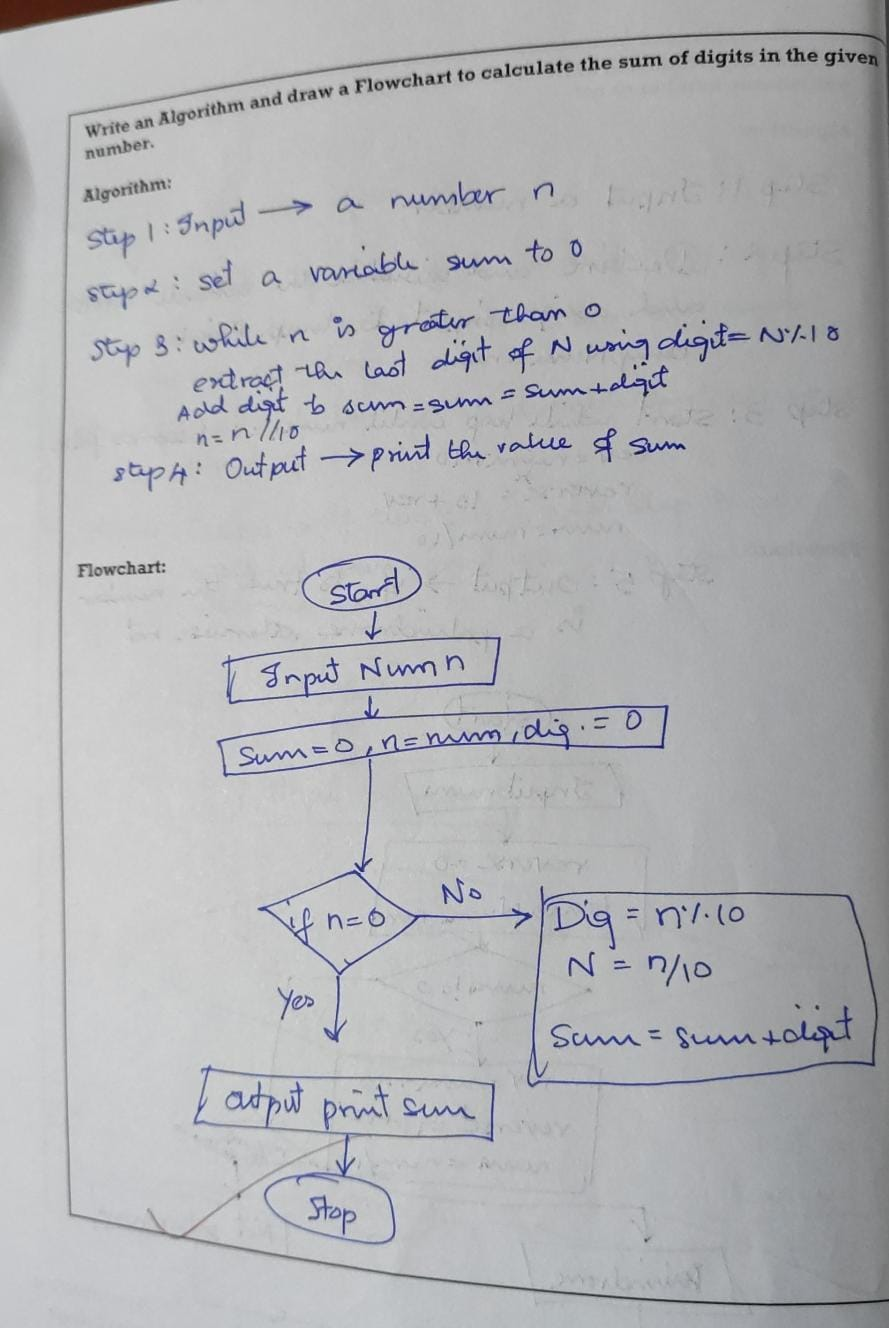 Write an Algorithm and draw a Flowchart to calculate the sum of digits in the given
number.
Algorithm:
Step 1 : Input → a number n
Step 2 : set a variable sum to 0
Step 3 : while n is greater than 0
extract the last digit of N using digit = N%10
Add digit to sum = sum = sum + digit
n = n//10
step 4 : Output → print the value of sum
Flowchart:
Start
Input Num n
Sum = 0, n = num, dig. = 0
if n = 0
No
Dig = n%10
N = n/10
Sum = sum + digit
Yes
output print sum
Stop